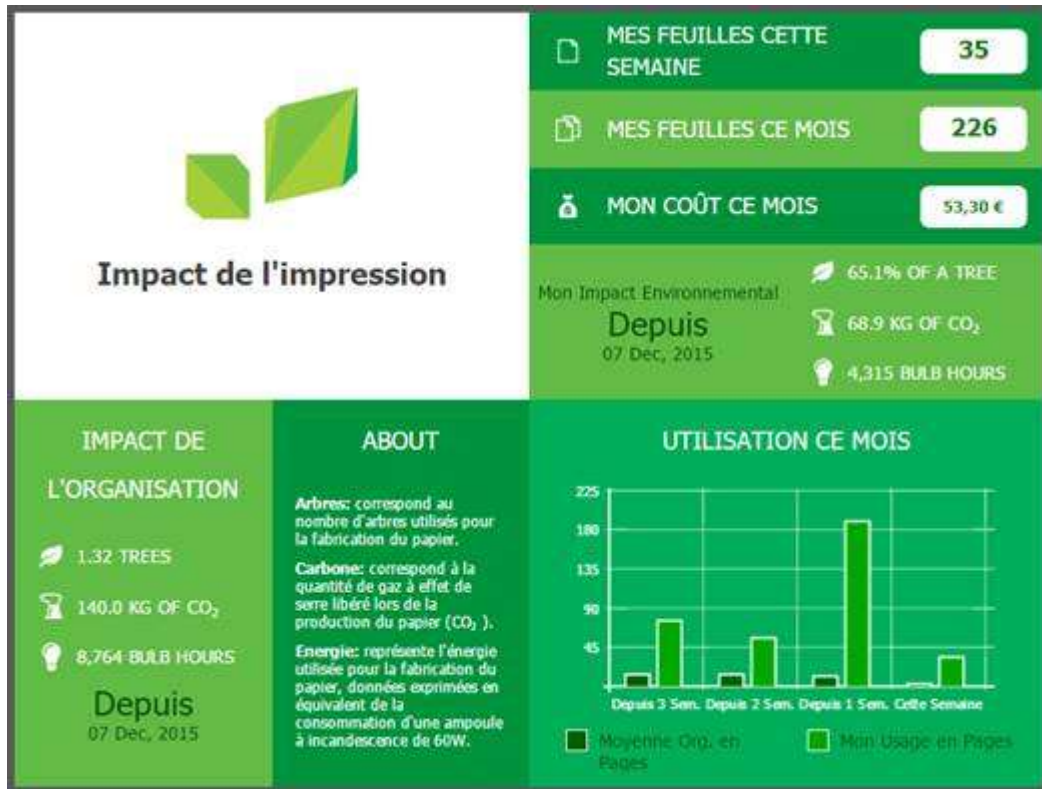 Impact de l'impression
MES FEUILLES CETTE
SEMAINE
35
MES FEUILLES CE MOIS
226
MON COÛT CE MOIS
53,30 €
Mon Impact Environnemental
Depuis
07 Dec, 2015
65.1% OF A TREE
68.9 KG OF CO₂
4,315 BULB HOURS
IMPACT DE
L'ORGANISATION
1.32 TREES
140.0 KG OF CO₂
8,764 BULB HOURS
Depuis
07 Dec, 2015
ABOUT
Arbres: correspond au
nombre d'arbres utilisés pour
la fabrication du papier.
Carbone: correspond à la
quantité de gaz à effet de
serre libéré lors de la
production du papier (CO₂ ).
Energie: représente l'énergie
utilisée pour la fabrication du
papier, données exprimées en
équivalent de la
consommation d'une ampoule
à incandescence de 60W.
UTILISATION CE MOIS
225
180
135
90
45
Depuis 3 Sem. Depuis 2 Sem. Depuis 1 Sem. Cette Semaine
Moyenne Org. en
Pages
Mon Usage en Pages